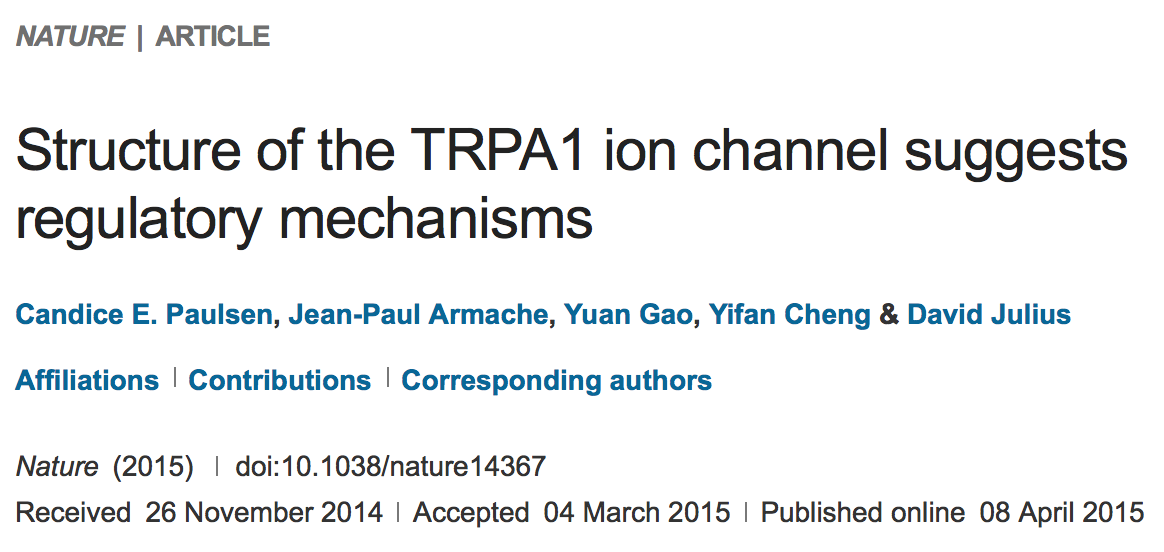 NATURE | ARTICLE
Structure of the TRPA1 ion channel suggests
regulatory mechanisms
Candice E. Paulsen, Jean-Paul Armache, Yuan Gao, Yifan Cheng & David Julius
Affiliations | Contributions | Corresponding authors
Nature (2015) | doi:10.1038/nature14367
Received 26 November 2014 | Accepted 04 March 2015 | Published online 08 April 2015